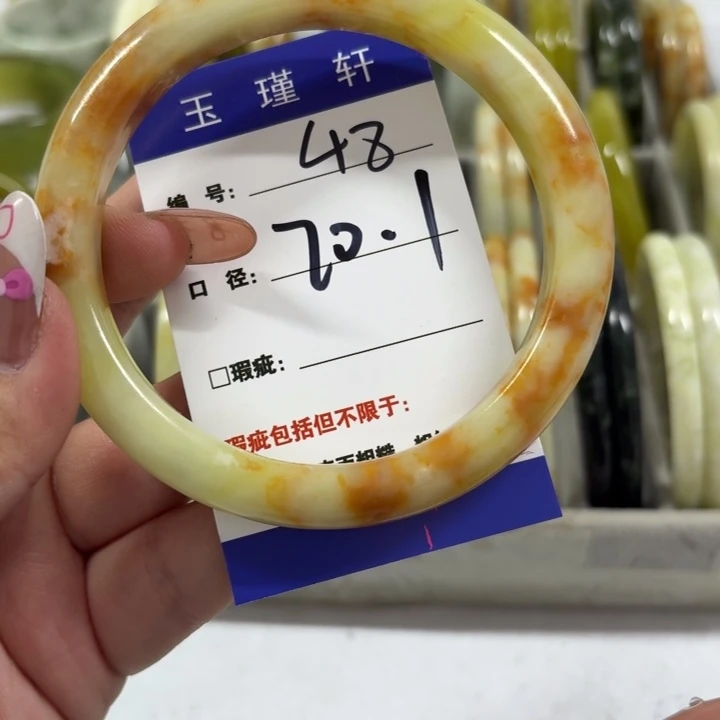 玉瑾轩
编号: 48
口径: 70.1
□瑕疵:
瑕疵包括但不限于: